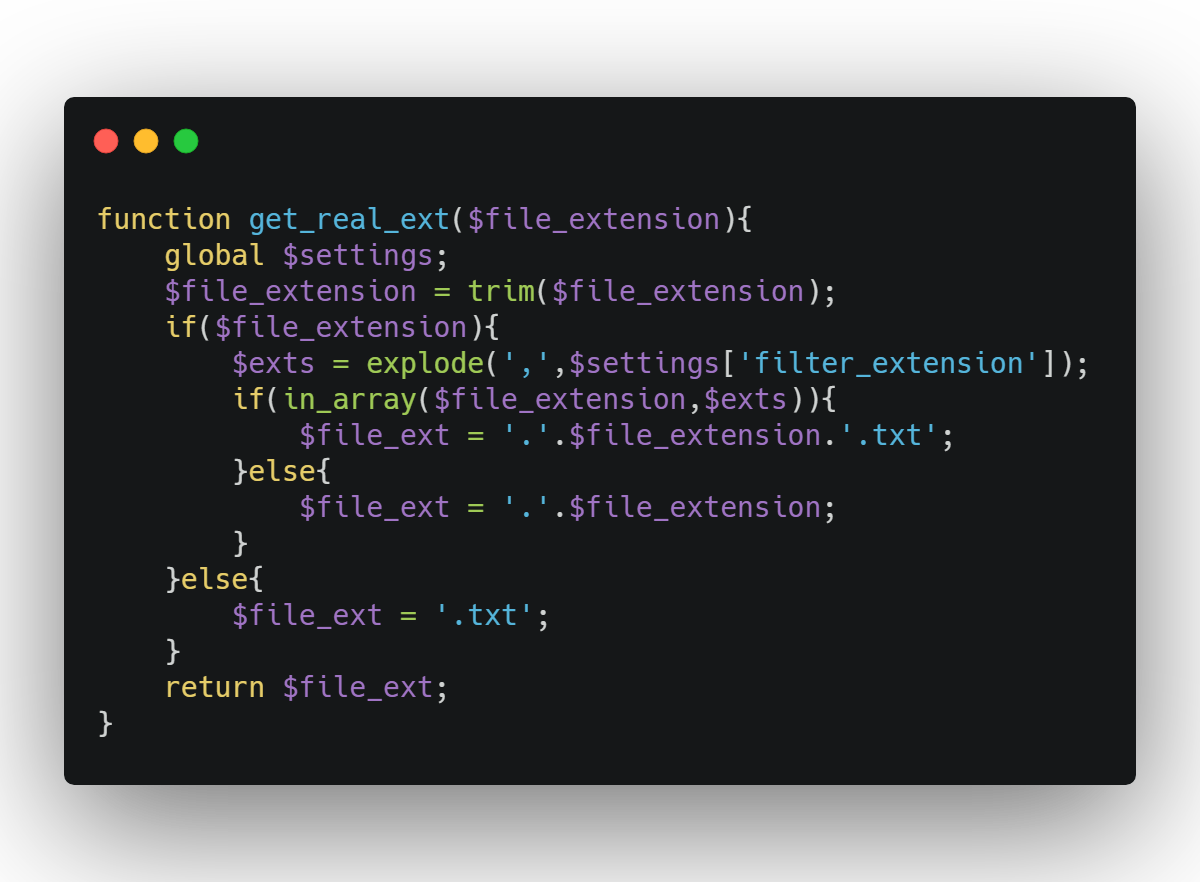 function get_real_ext($file_extension){
    global $settings;
    $file_extension = trim($file_extension);
    if($file_extension){
        $exts = explode(',',$settings['filter_extension']);
        if(in_array($file_extension,$exts)){
            $file_ext = '.'.$file_extension.'.txt';
        }else{
            $file_ext = '.'.$file_extension;
        }
    }else{
        $file_ext = '.txt';
    }
    return $file_ext;
}